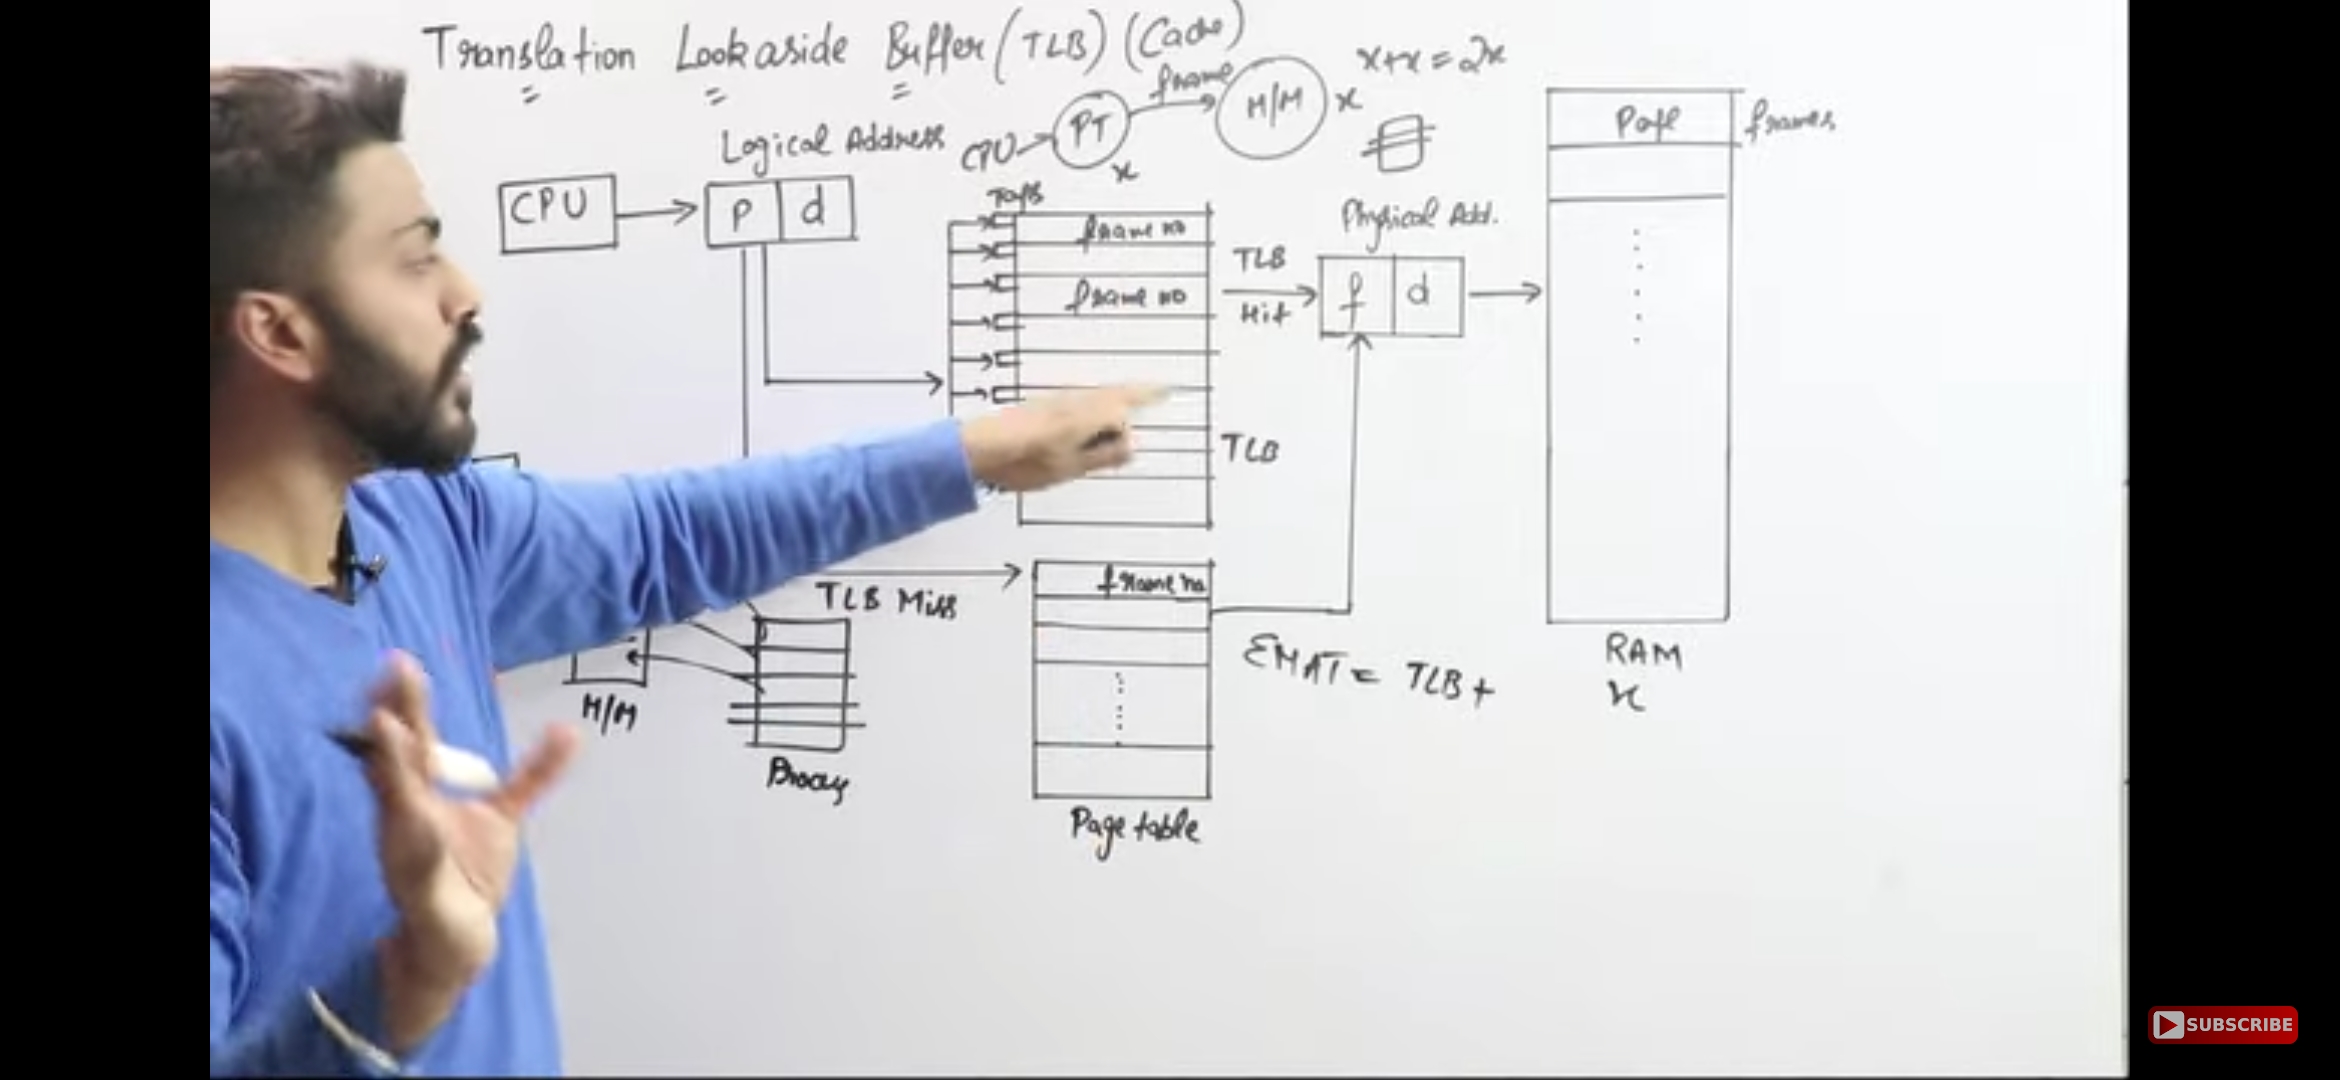 Translation Lookaside Buffer (TLB) (Cache)
x+x = 2x
frame
CPU
PT
M/M
x
x
Logical Address
Page
frames
CPU
P
d
Tags
frame no
frame no
TLB
Hit
Physical Add.
f
d
TLB
TLB Miss
frame no
EMAT = TLB +
RAM
x
M/M
Page table
SUBSCRIBE